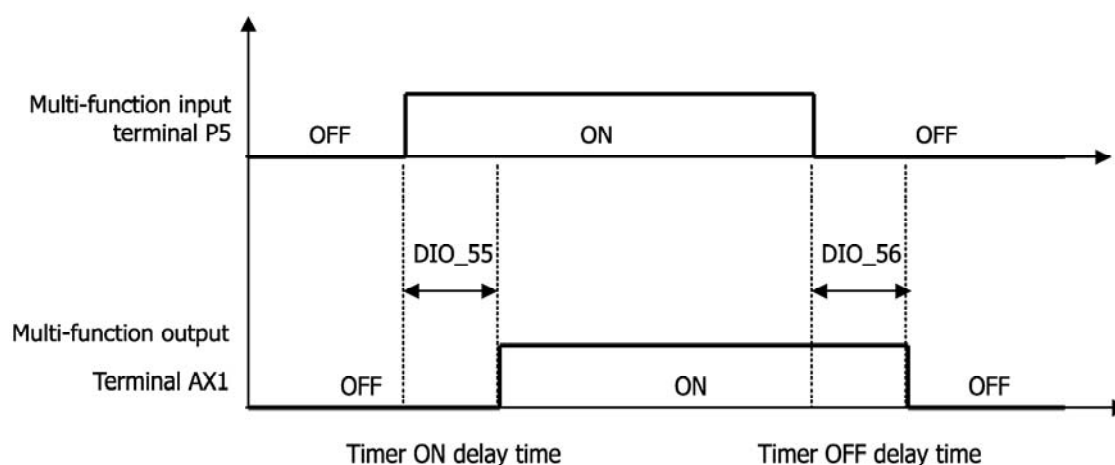 Multi-function input
terminal P5
OFF
ON
OFF
DIO_55
DIO_56
Multi-function output
Terminal AX1
OFF
ON
OFF
Timer ON delay time
Timer OFF delay time